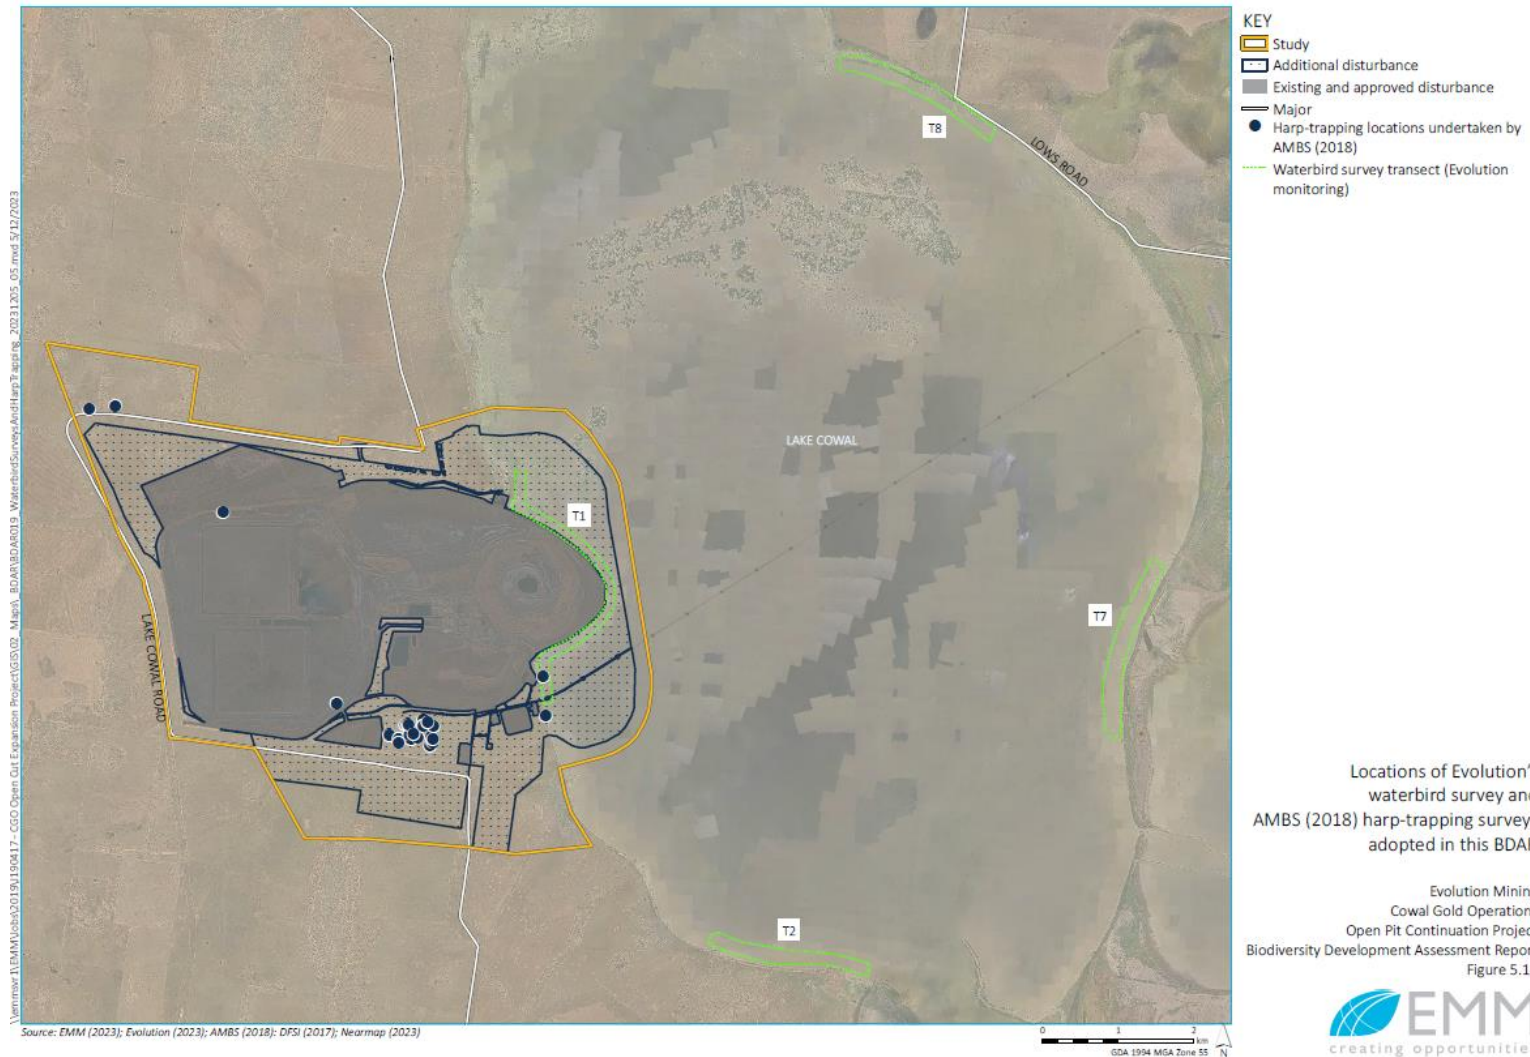 KEY
Study
Additional disturbance
Existing and approved disturbance
Major
Harp-trapping locations undertaken by
AMBS (2018)
Waterbird survey transect (Evolution
monitoring)
T8
LOWS ROAD
LAKE COWAL
T1
T7
LAKE COWAL ROAD
T2
Locations of Evolution'
waterbird survey an
AMBS (2018) harp-trapping survey
adopted in this BDA
Evolution Minin
Cowal Gold Operation
Open Pit Continuation Projec
Biodiversity Development Assessment Repor
Figure 5.1
EMM
creating opportunitie
Source: EMM (2023); Evolution (2023); AMBS (2018): DFSI (2017); Nearmap (2023)
0 1 2
km
GDA 1994 MGA Zone 55
N